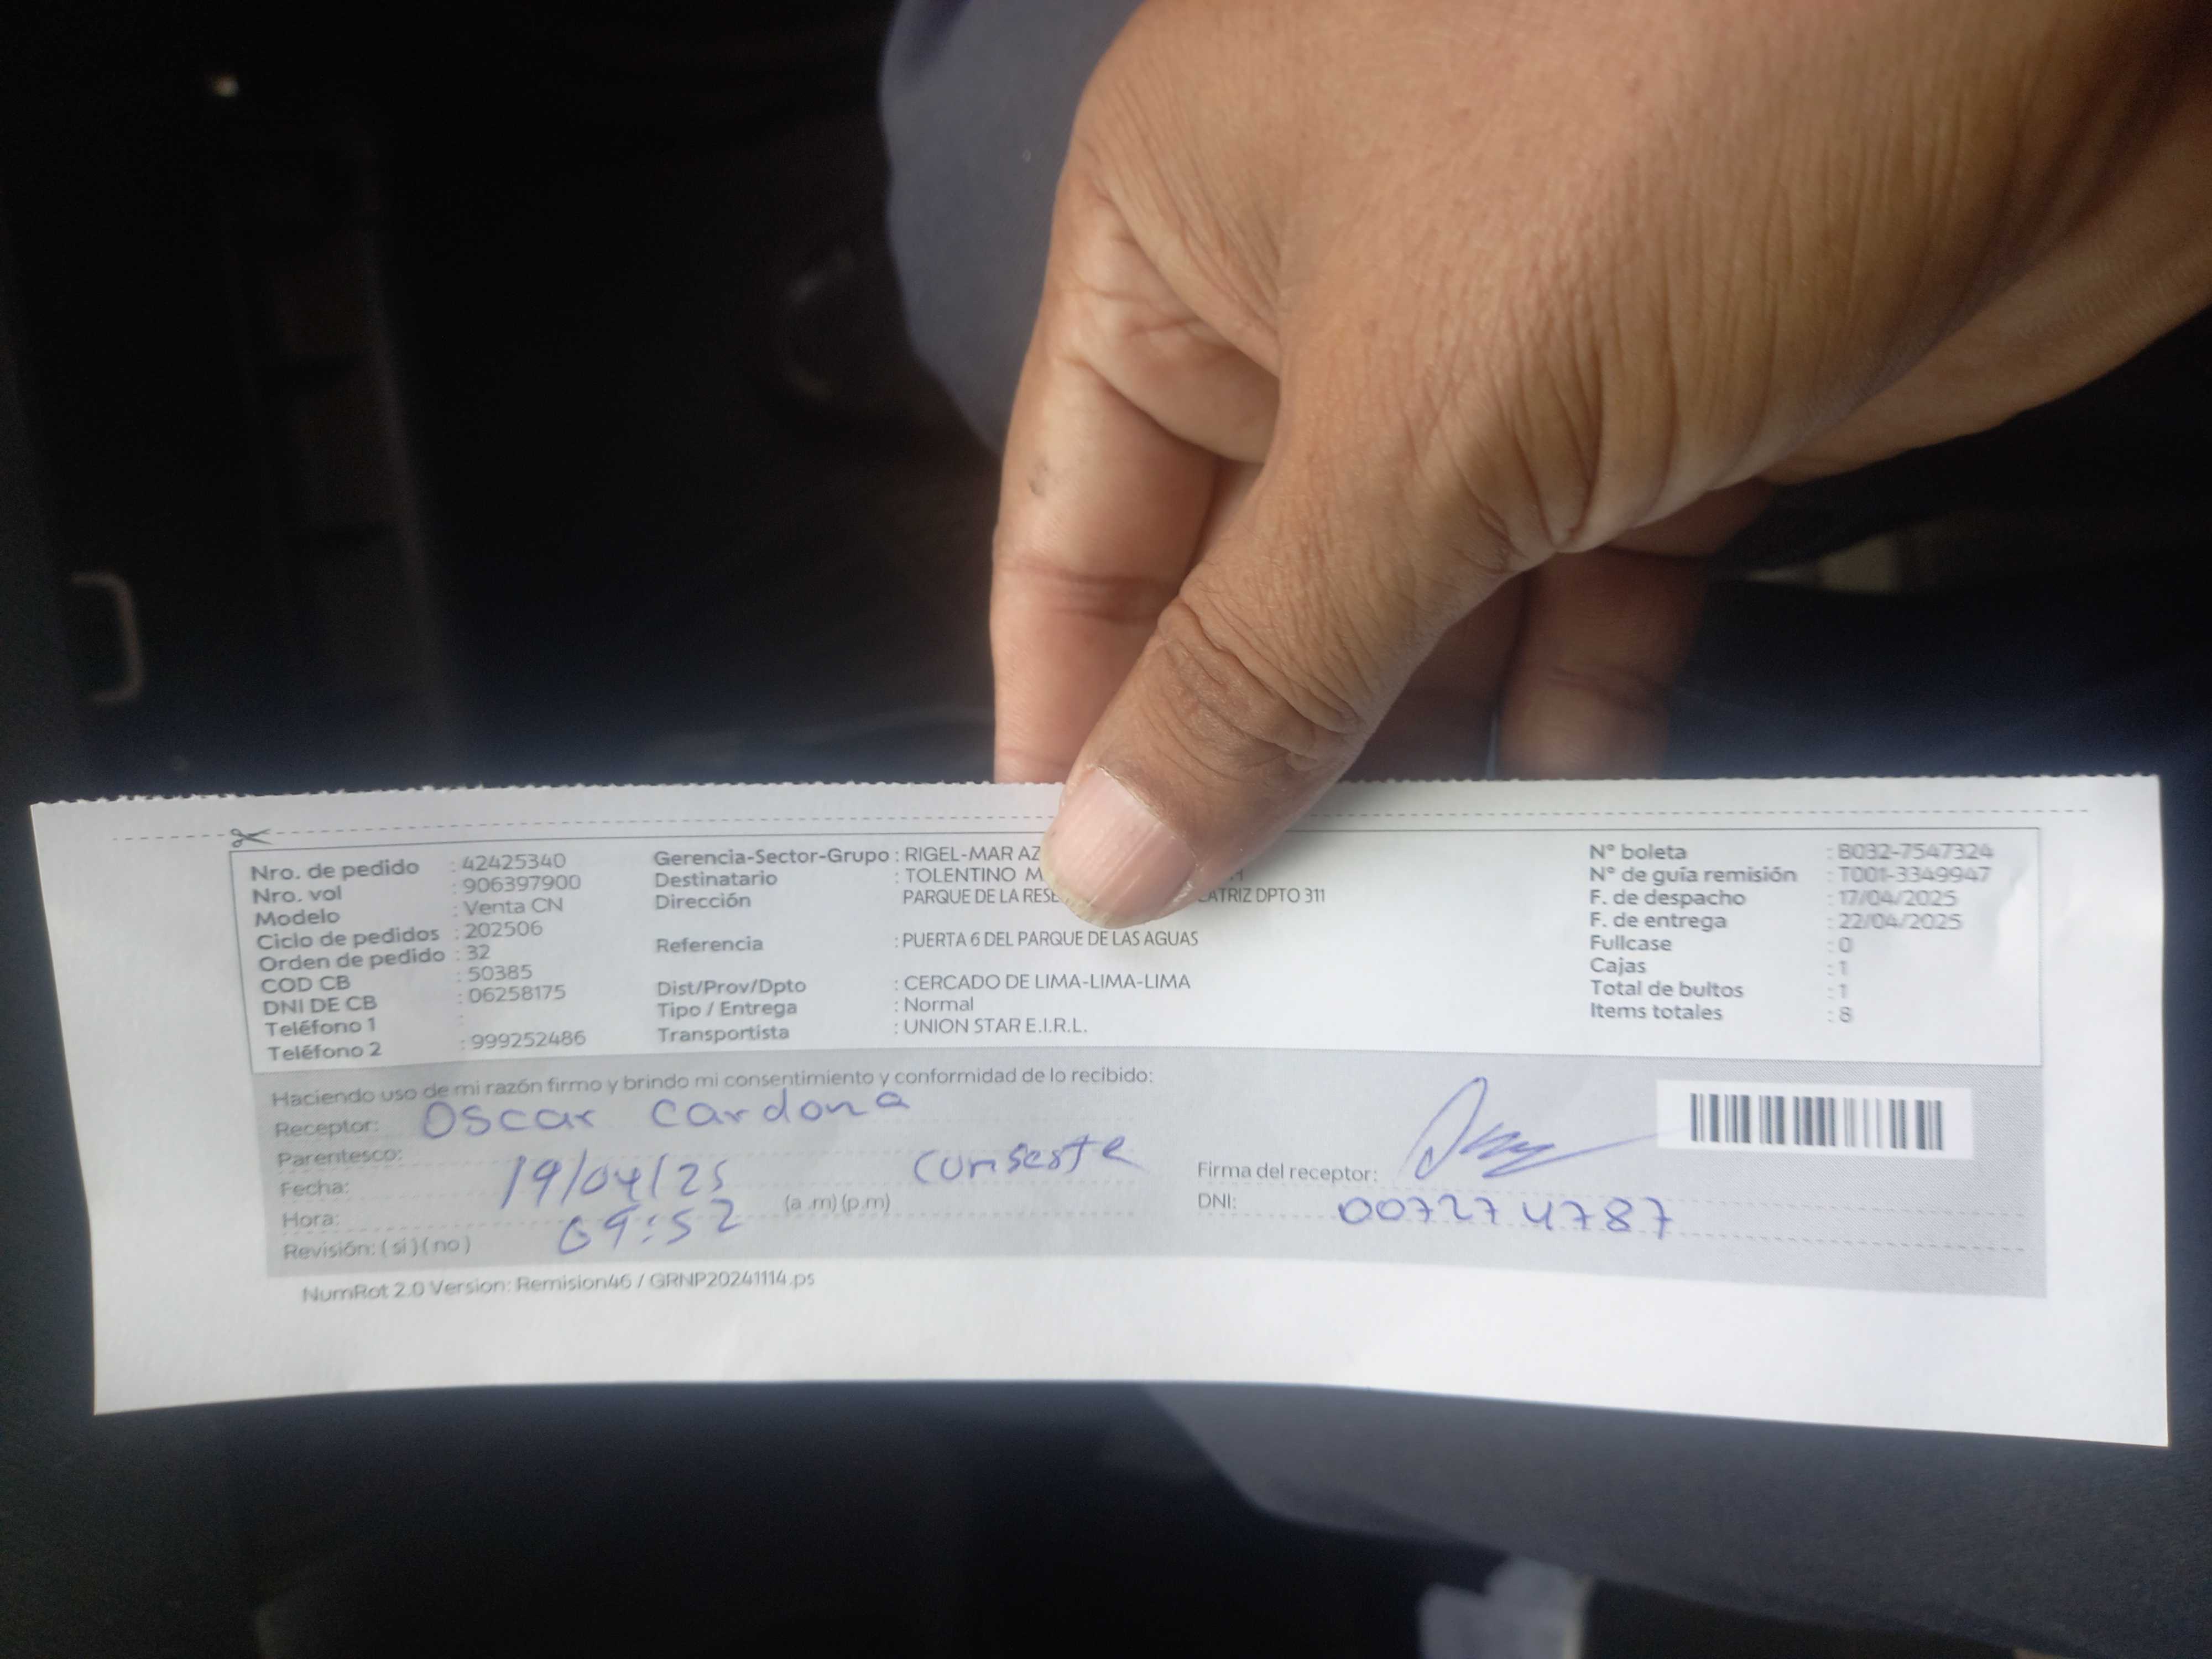 Nro. de pedido : 42425340
Nro. vol : 906397900
Modelo : Venta CN
Ciclo de pedidos : 202506
Orden de pedido : 32
COD CB : 50385
DNI DE CB : 06258175
Teléfono 1 :
Teléfono 2 : 999252486
Gerencia-Sector-Grupo : RIGEL-MAR AZ
Destinatario : TOLENTINO M
Dirección PARQUE DE LA RESE ATRIZ DPTO 311
Referencia : PUERTA 6 DEL PARQUE DE LAS AGUAS
Dist/Prov/Dpto : CERCADO DE LIMA-LIMA-LIMA
Tipo / Entrega : Normal
Transportista : UNION STAR E.I.R.L.
N° boleta : B032-7547324
N° de guía remisión : T001-3349947
F. de despacho : 17/04/2025
F. de entrega : 22/04/2025
Fullcase : 0
Cajas : 1
Total de bultos : 1
Items totales : 8
Haciendo uso de mi razón firmo y brindo mi consentimiento y conformidad de lo recibido:
Receptor: Oscar Cardona
Parentesco:
Fecha: 19/04/25
Hora: 09:52 (a .m) (p.m)
Revisión: ( si ) ( no )
Firma del receptor:
DNI: 007274787
NumRot 2.0 Version: Remision46 / GRNP20241114.ps